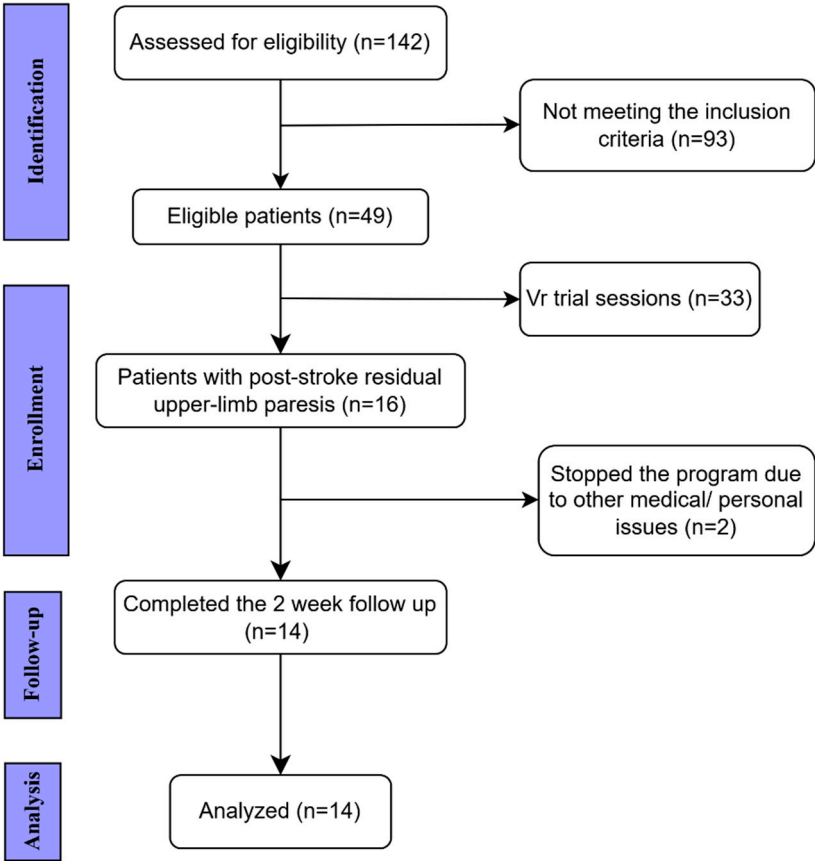 Identification
Assessed for eligibility (n=142)
Not meeting the inclusion
criteria (n=93)
Eligible patients (n=49)
Enrollment
Vr trial sessions (n=33)
Patients with post-stroke residual
upper-limb paresis (n=16)
Stopped the program due
to other medical/ personal
issues (n=2)
Follow-up
Completed the 2 week follow up
(n=14)
Analysis
Analyzed (n=14)